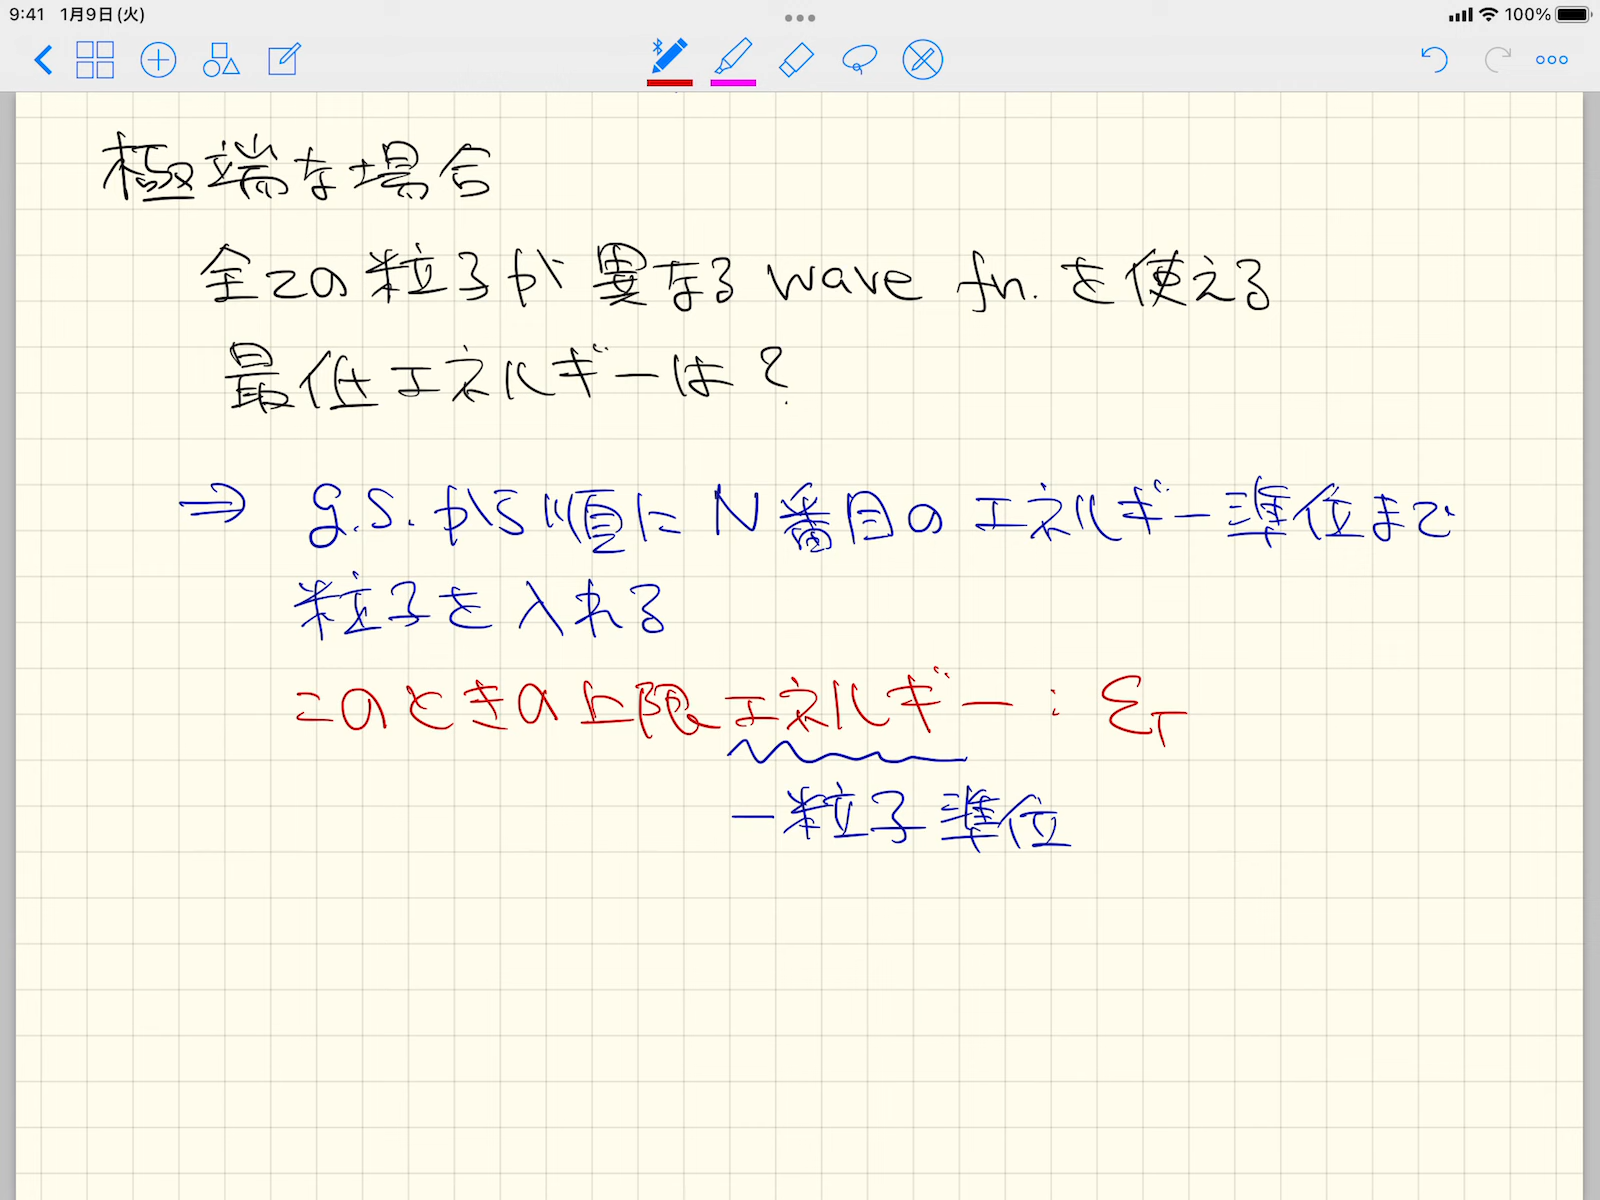 9:41 1月9日(火) 100%
極端な場合
全ての粒子が異なる wave fn. を使える
最低エネルギーは?
⇒ g.s.から順に N番目のエネルギー準位まで
粒子を入れる
このときの上限エネルギー : ε_T
一粒子準位